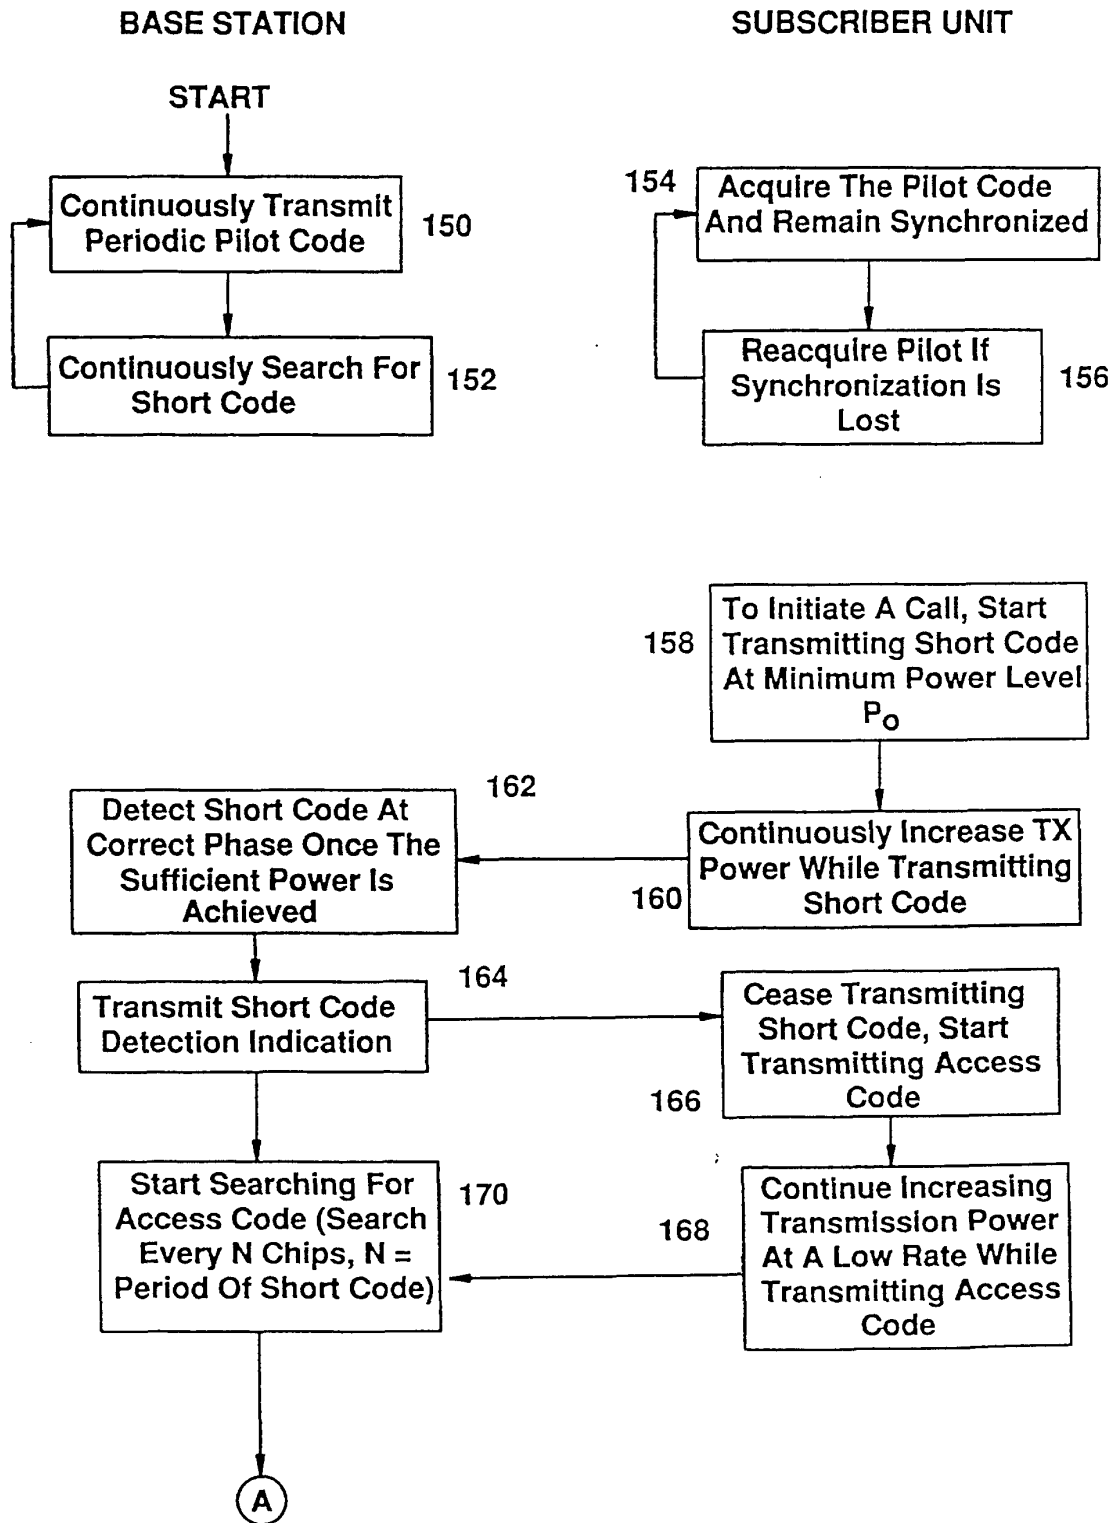 BASE STATION
SUBSCRIBER UNIT
START
Continuously Transmit
Periodic Pilot Code
150
154
Acquire The Pilot Code
And Remain Synchronized
Continuously Search For
Short Code
152
Reacquire Pilot If
Synchronization Is
Lost
156
158
To Initiate A Call, Start
Transmitting Short Code
At Minimum Power Level
Po
162
Detect Short Code At
Correct Phase Once The
Sufficient Power Is
Achieved
Continuously Increase TX
Power While Transmitting
Short Code
160
164
Transmit Short Code
Detection Indication
Cease Transmitting
Short Code, Start
Transmitting Access
Code
166
Start Searching For
Access Code (Search
Every N Chips, N =
Period Of Short Code)
170
168
Continue Increasing
Transmission Power
At A Low Rate While
Transmitting Access
Code
A